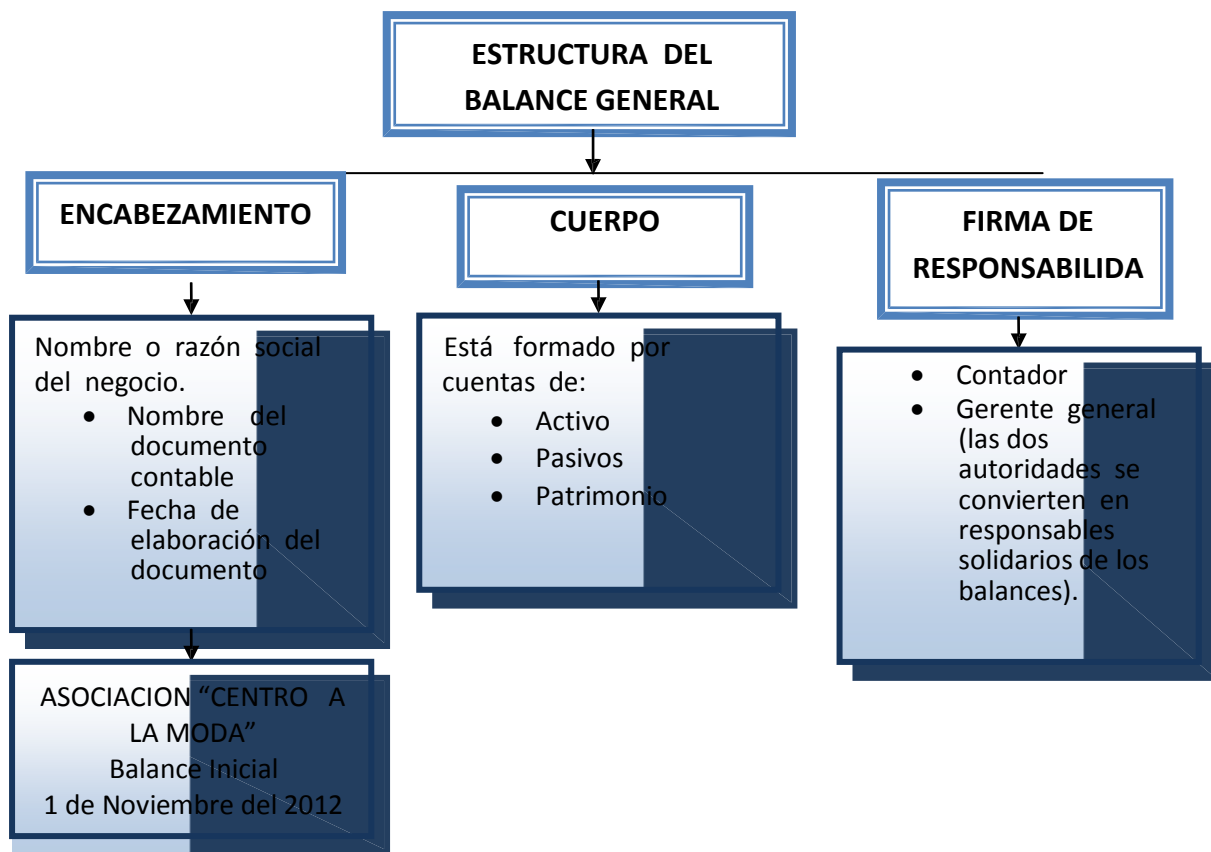 ESTRUCTURA DEL
BALANCE GENERAL
ENCABEZAMIENTO
Nombre o razón social
del negocio.
• Nombre del
documento
contable
• Fecha de
elaboración del
documento
ASOCIACION “CENTRO A
LA MODA”
Balance Inicial
1 de Noviembre del 2012
CUERPO
Está formado por
cuentas de:
• Activo
• Pasivos
• Patrimonio
FIRMA DE
RESPONSABILIDA
• Contador
• Gerente general
(las dos
autoridades se
convierten en
responsables
solidarios de los
balances).